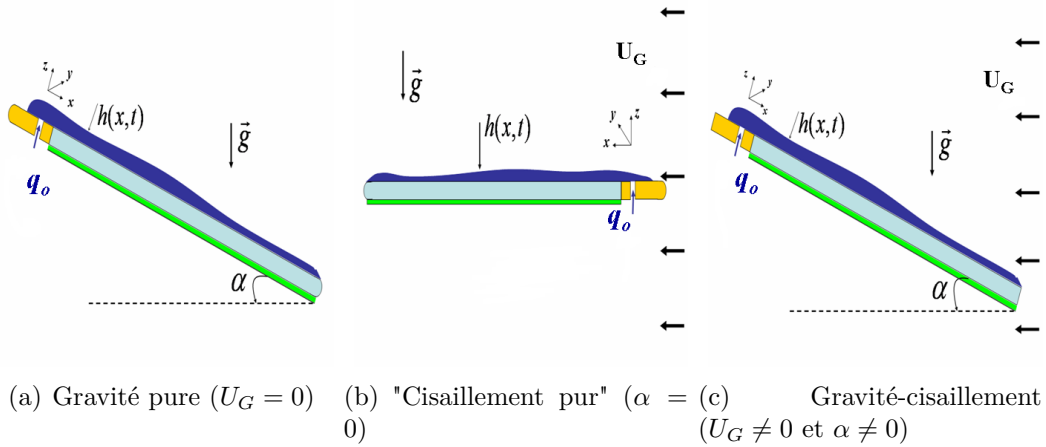 z
y
x
h(x,t)
g⃗
q_o
α
g⃗
h(x,t)
U_G
y
z
x
q_o
z
y
x
h(x,t)
g⃗
U_G
q_o
α
(a) Gravité pure (U_G = 0)
(b) "Cisaillement pur" (α =
0)
(c) Gravité-cisaillement
(U_G ≠ 0 et α ≠ 0)